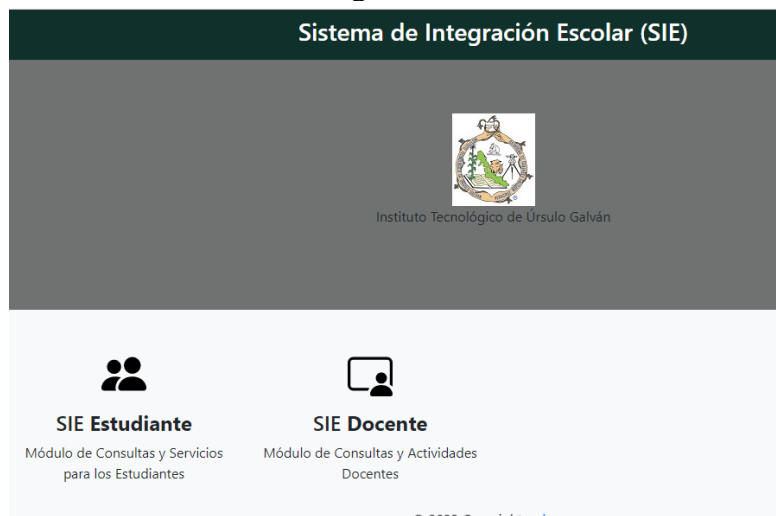 Sistema de Integración Escolar (SIE)
Instituto Tecnológico de Úrsulo Galván
SIE Estudiante
Módulo de Consultas y Servicios
para los Estudiantes
SIE Docente
Módulo de Consultas y Actividades
Docentes